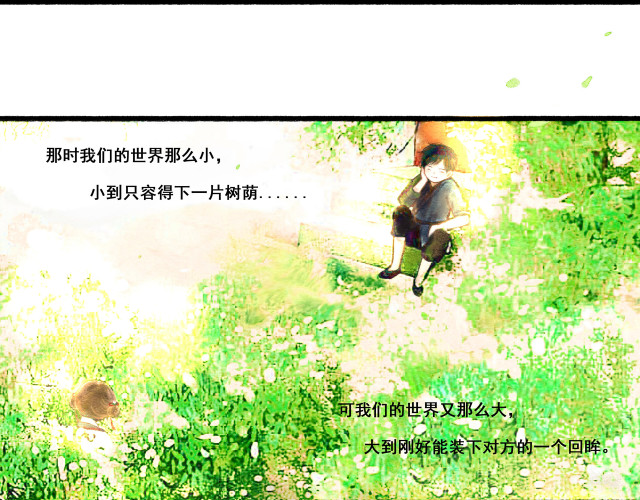 那时我们的世界那么小，
小到只容得下一片树荫......
可我们的世界又那么大，
大到刚好能装下对方的一个回眸。